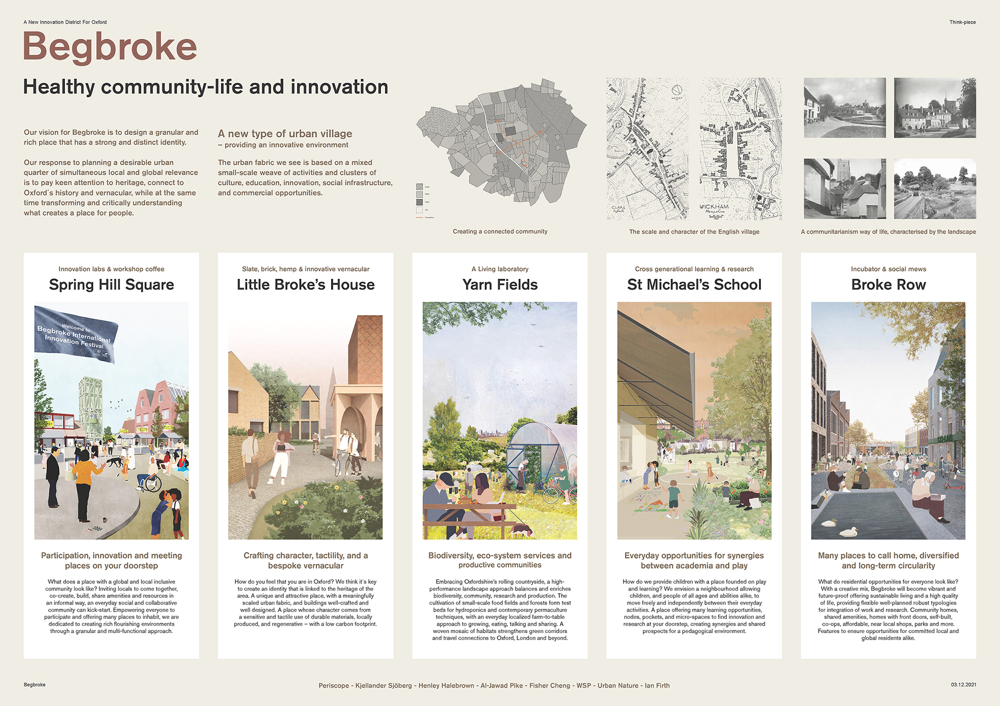 A New Innovation District For Oxford
Think-piece
Begbroke
Healthy community-life and innovation
Our vision for Begbroke is to design a granular and
rich place that has a strong and distinct identity.
Our response to planning a desirable urban
quarter of simultaneous local and global relevance
is to pay keen attention to heritage, connect to
Oxford´s history and vernacular, while at the same
time transforming and critically understanding
what creates a place for people.
A new type of urban village
– providing an innovative environment
The urban fabric we see is based on a mixed
small-scale weave of activities and clusters of
culture, education, innovation, social infrastructure,
and commercial opportunities.
Creating a connected community
CLARE
Suffolk
WICKHAM
Hampshire
The scale and character of the English village
A communitarianism way of life, characterised by the landscape
Innovation labs & workshop coffee
Spring Hill Square
Welcome to
Begbroke International
Innovation Festival
Participation, innovation and meeting
places on your doorstep
What does a place with a global and local inclusive
community look like? Inviting locals to come together,
co-create, build, share amenities and resources in
an informal way, an everyday social and collaborative
community can kick-start. Empowering everyone to
participate and offering many places to inhabit, we are
dedicated to creating rich flourishing environments
through a granular and multi-functional approach.
Slate, brick, hemp & innovative vernacular
Little Broke’s House
Crafting character, tactility, and a
bespoke vernacular
How do you feel that you are in Oxford? We think it´s key
to create an identity that is linked to the heritage of the
area. A unique and attractive place, with a meaningfully
scaled urban fabric, and buildings well-crafted and
well designed. A place whose character comes from
a sensitive and tactile use of durable materials, locally
produced, and regenerative – with a low carbon footprint.
A Living laboratory
Yarn Fields
Biodiversity, eco-system services and
productive communities
Embracing Oxfordshire’s rolling countryside, a high-
performance landscape approach balances and enriches
biodiversity, community, research and production. The
cultivation of small-scale food fields and forests form test
beds for hydroponics and contemporary permaculture
techniques, with an everyday localized farm-to-table
approach to growing, eating, talking and sharing. A
woven mosaic of habitats strengthens green corridors
and travel connections to Oxford, London and beyond.
Cross generational learning & research
St Michael’s School
Everyday opportunities for synergies
between academia and play
How do we provide children with a place founded on play
and learning? We envision a neighbourhood allowing
children, and people of all ages and abilities alike, to
move freely and independently between their everyday
activities. A place offering many learning opportunities,
nodes, pockets, and micro-spaces to find innovation and
research at your doorstep, creating synergies and shared
prospects for a pedagogical environment.
Incubator & social mews
Broke Row
culture hub
CO-LAB
Many places to call home, diversified
and long-term circularity
What do residential opportunities for everyone look like?
With a creative mix, Begbroke will become vibrant and
future-proof offering sustainable living and a high quality
of life, providing flexible well-planned robust typologies
for integration of work and research. Community homes,
shared amenities, homes with front doors, self-built,
co-ops, affordable, near local shops, parks and more.
Features to ensure opportunities for committed local and
global residents alike.
Begbroke
Periscope - Kjellander Sjöberg - Henley Halebrown - Al-Jawad Pike - Fisher Cheng - WSP - Urban Nature - Ian Firth
03.12.2021